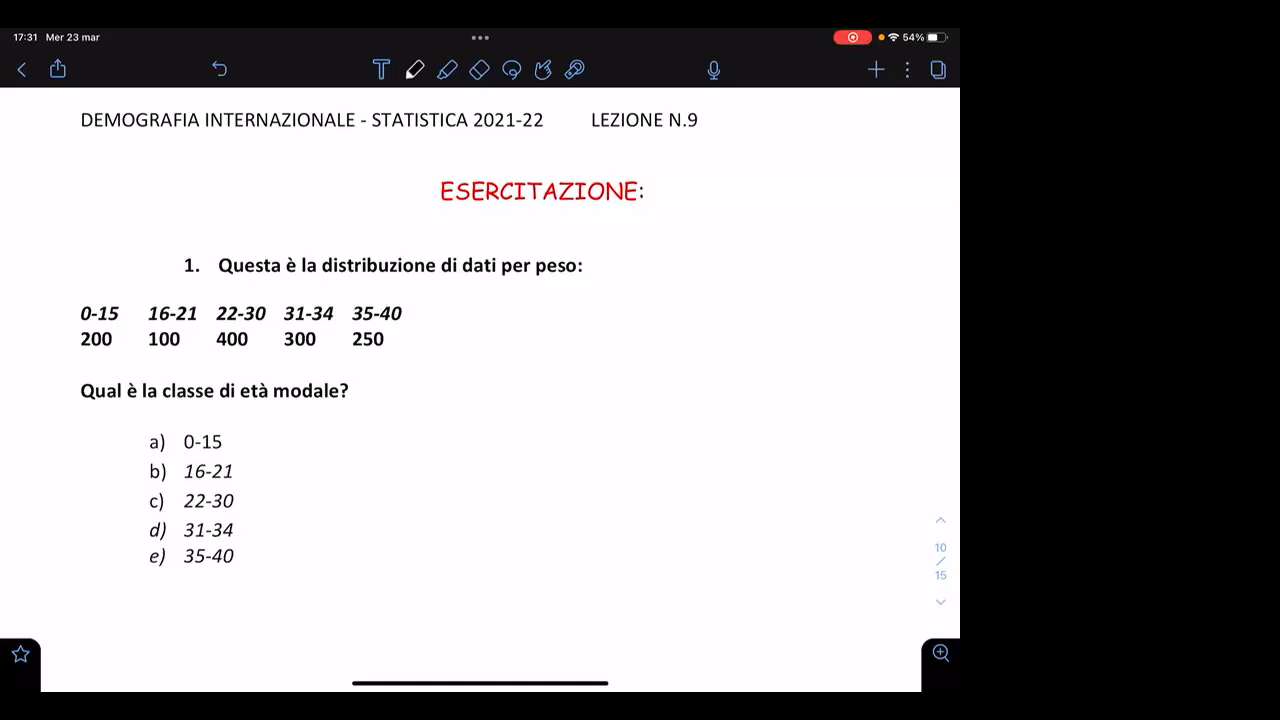 17:31 Mer 23 mar
54%
DEMOGRAFIA INTERNAZIONALE - STATISTICA 2021-22 LEZIONE N.9
ESERCITAZIONE:
1. Questa è la distribuzione di dati per peso:
0-15 16-21 22-30 31-34 35-40
200 100 400 300 250
Qual è la classe di età modale?
a) 0-15
b) 16-21
c) 22-30
d) 31-34
e) 35-40
10
/
15